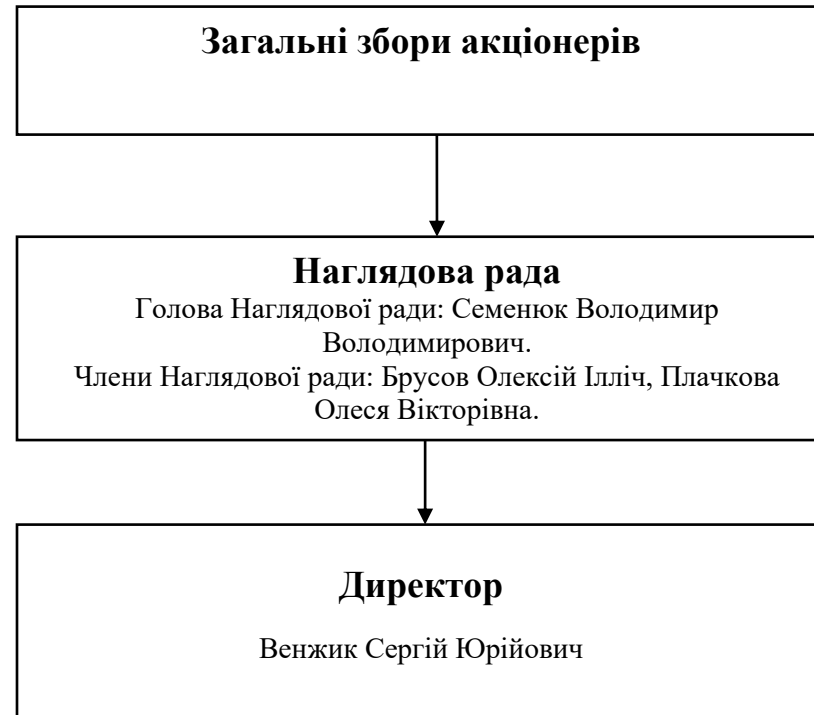 Загальні збори акціонерів
Наглядова рада
Голова Наглядової ради: Семенюк Володимир
Володимирович.
Члени Наглядової ради: Брусов Олексій Ілліч, Плачкова
Олеся Вікторівна.
Директор
Венжик Сергій Юрійович